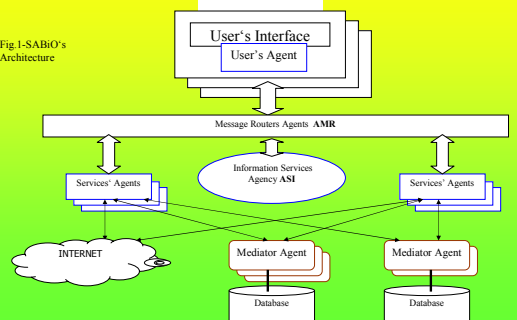 Fig.1-SABiO‘s
Architecture
User‘s Interface
User’s Agent
Message Routers Agents AMR
Information Services
Agency ASI
Services’ Agents
Services’ Agents
INTERNET
Mediator Agent
Mediator Agent
Database
Database